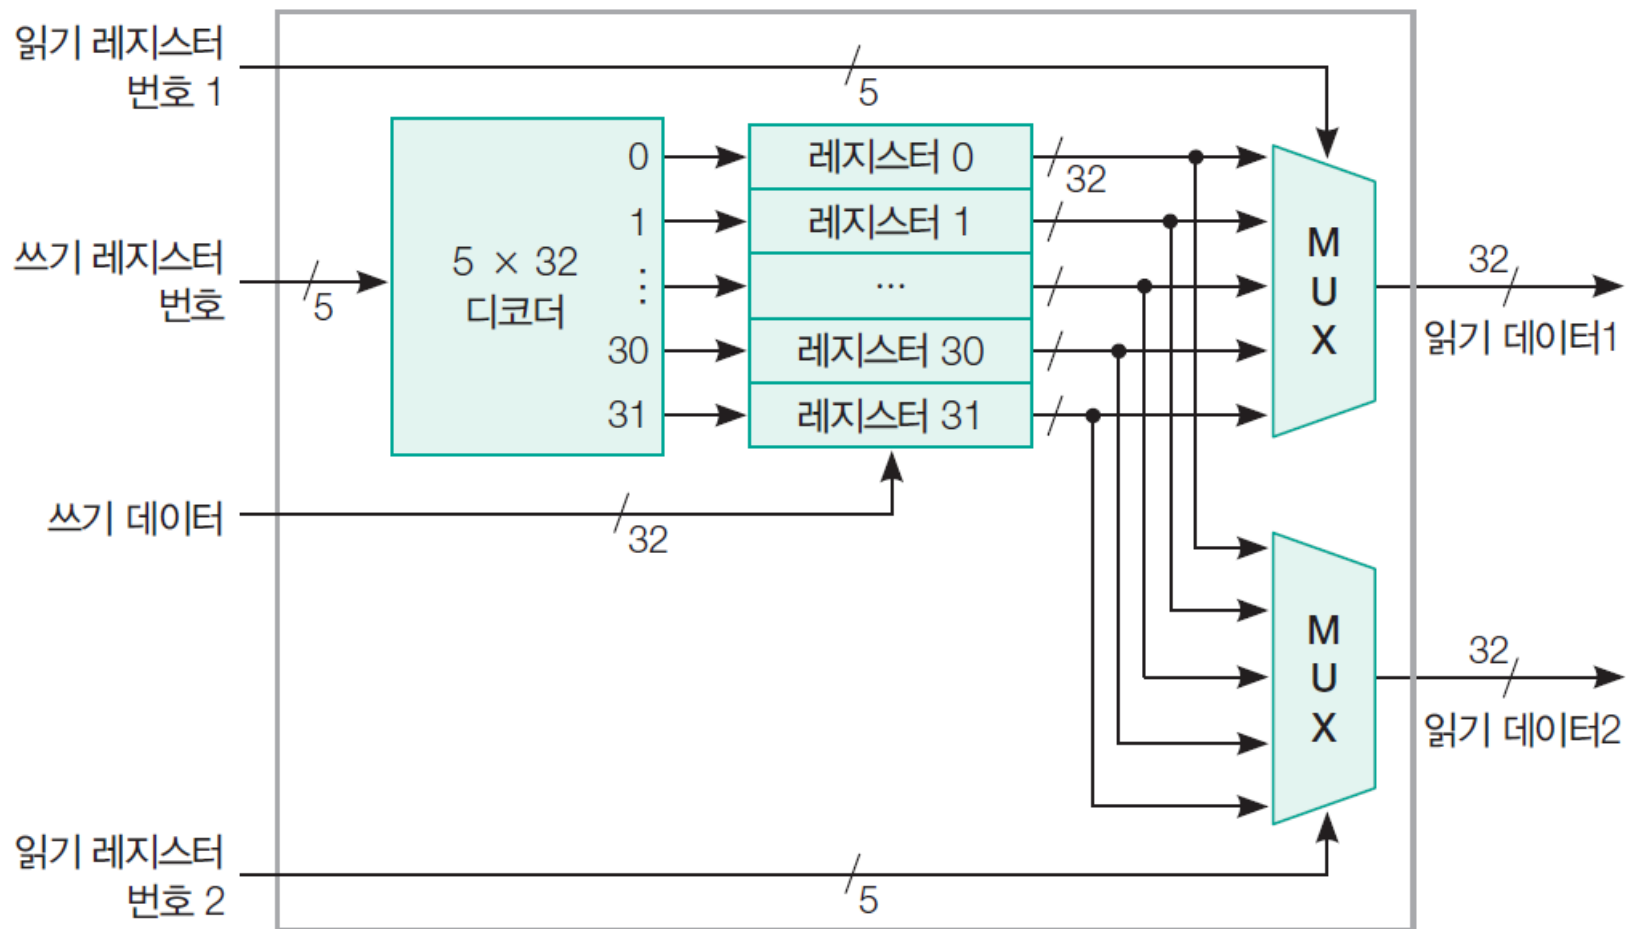 읽기 레지스터
번호 1
5
0
레지스터 0
32
1
레지스터 1
쓰기 레지스터
번호
5
5 × 32
디코더
⋮
...
30
레지스터 30
31
레지스터 31
M
U
X
32
읽기 데이터1
쓰기 데이터
32
M
U
X
32
읽기 데이터2
읽기 레지스터
번호 2
5